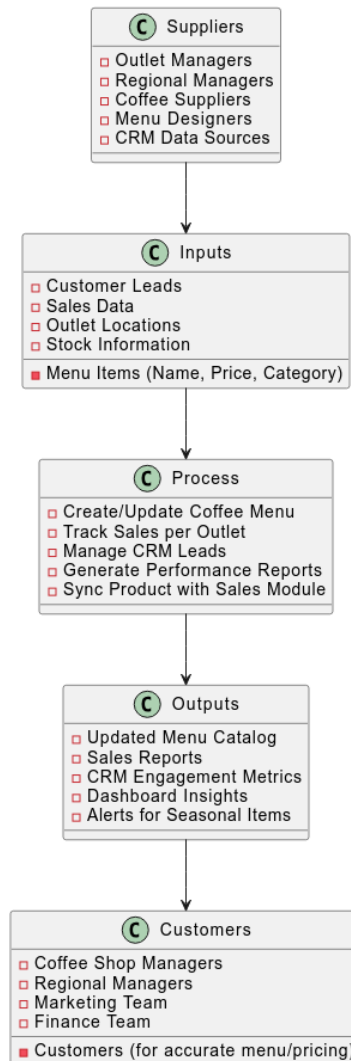 C Suppliers
Outlet Managers
Regional Managers
Coffee Suppliers
Menu Designers
CRM Data Sources
C Inputs
Customer Leads
Sales Data
Outlet Locations
Stock Information
Menu Items (Name, Price, Category)
C Process
Create/Update Coffee Menu
Track Sales per Outlet
Manage CRM Leads
Generate Performance Reports
Sync Product with Sales Module
C Outputs
Updated Menu Catalog
Sales Reports
CRM Engagement Metrics
Dashboard Insights
Alerts for Seasonal Items
C Customers
Coffee Shop Managers
Regional Managers
Marketing Team
Finance Team
Customers (for accurate menu/pricing)